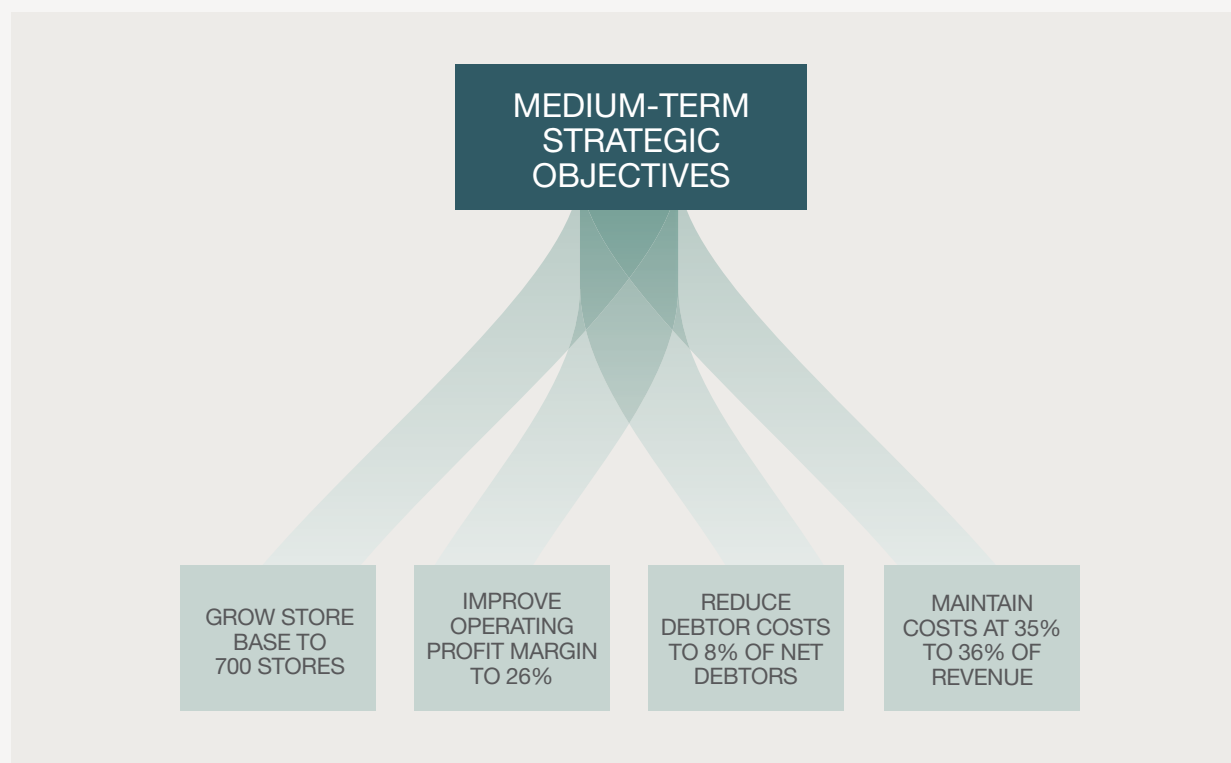 MEDIUM-TERM
STRATEGIC
OBJECTIVES
GROW STORE
BASE TO
700 STORES
IMPROVE
OPERATING
PROFIT MARGIN
TO 26%
REDUCE
DEBTOR COSTS
TO 8% OF NET
DEBTORS
MAINTAIN
COSTS AT 35%
TO 36% OF
REVENUE